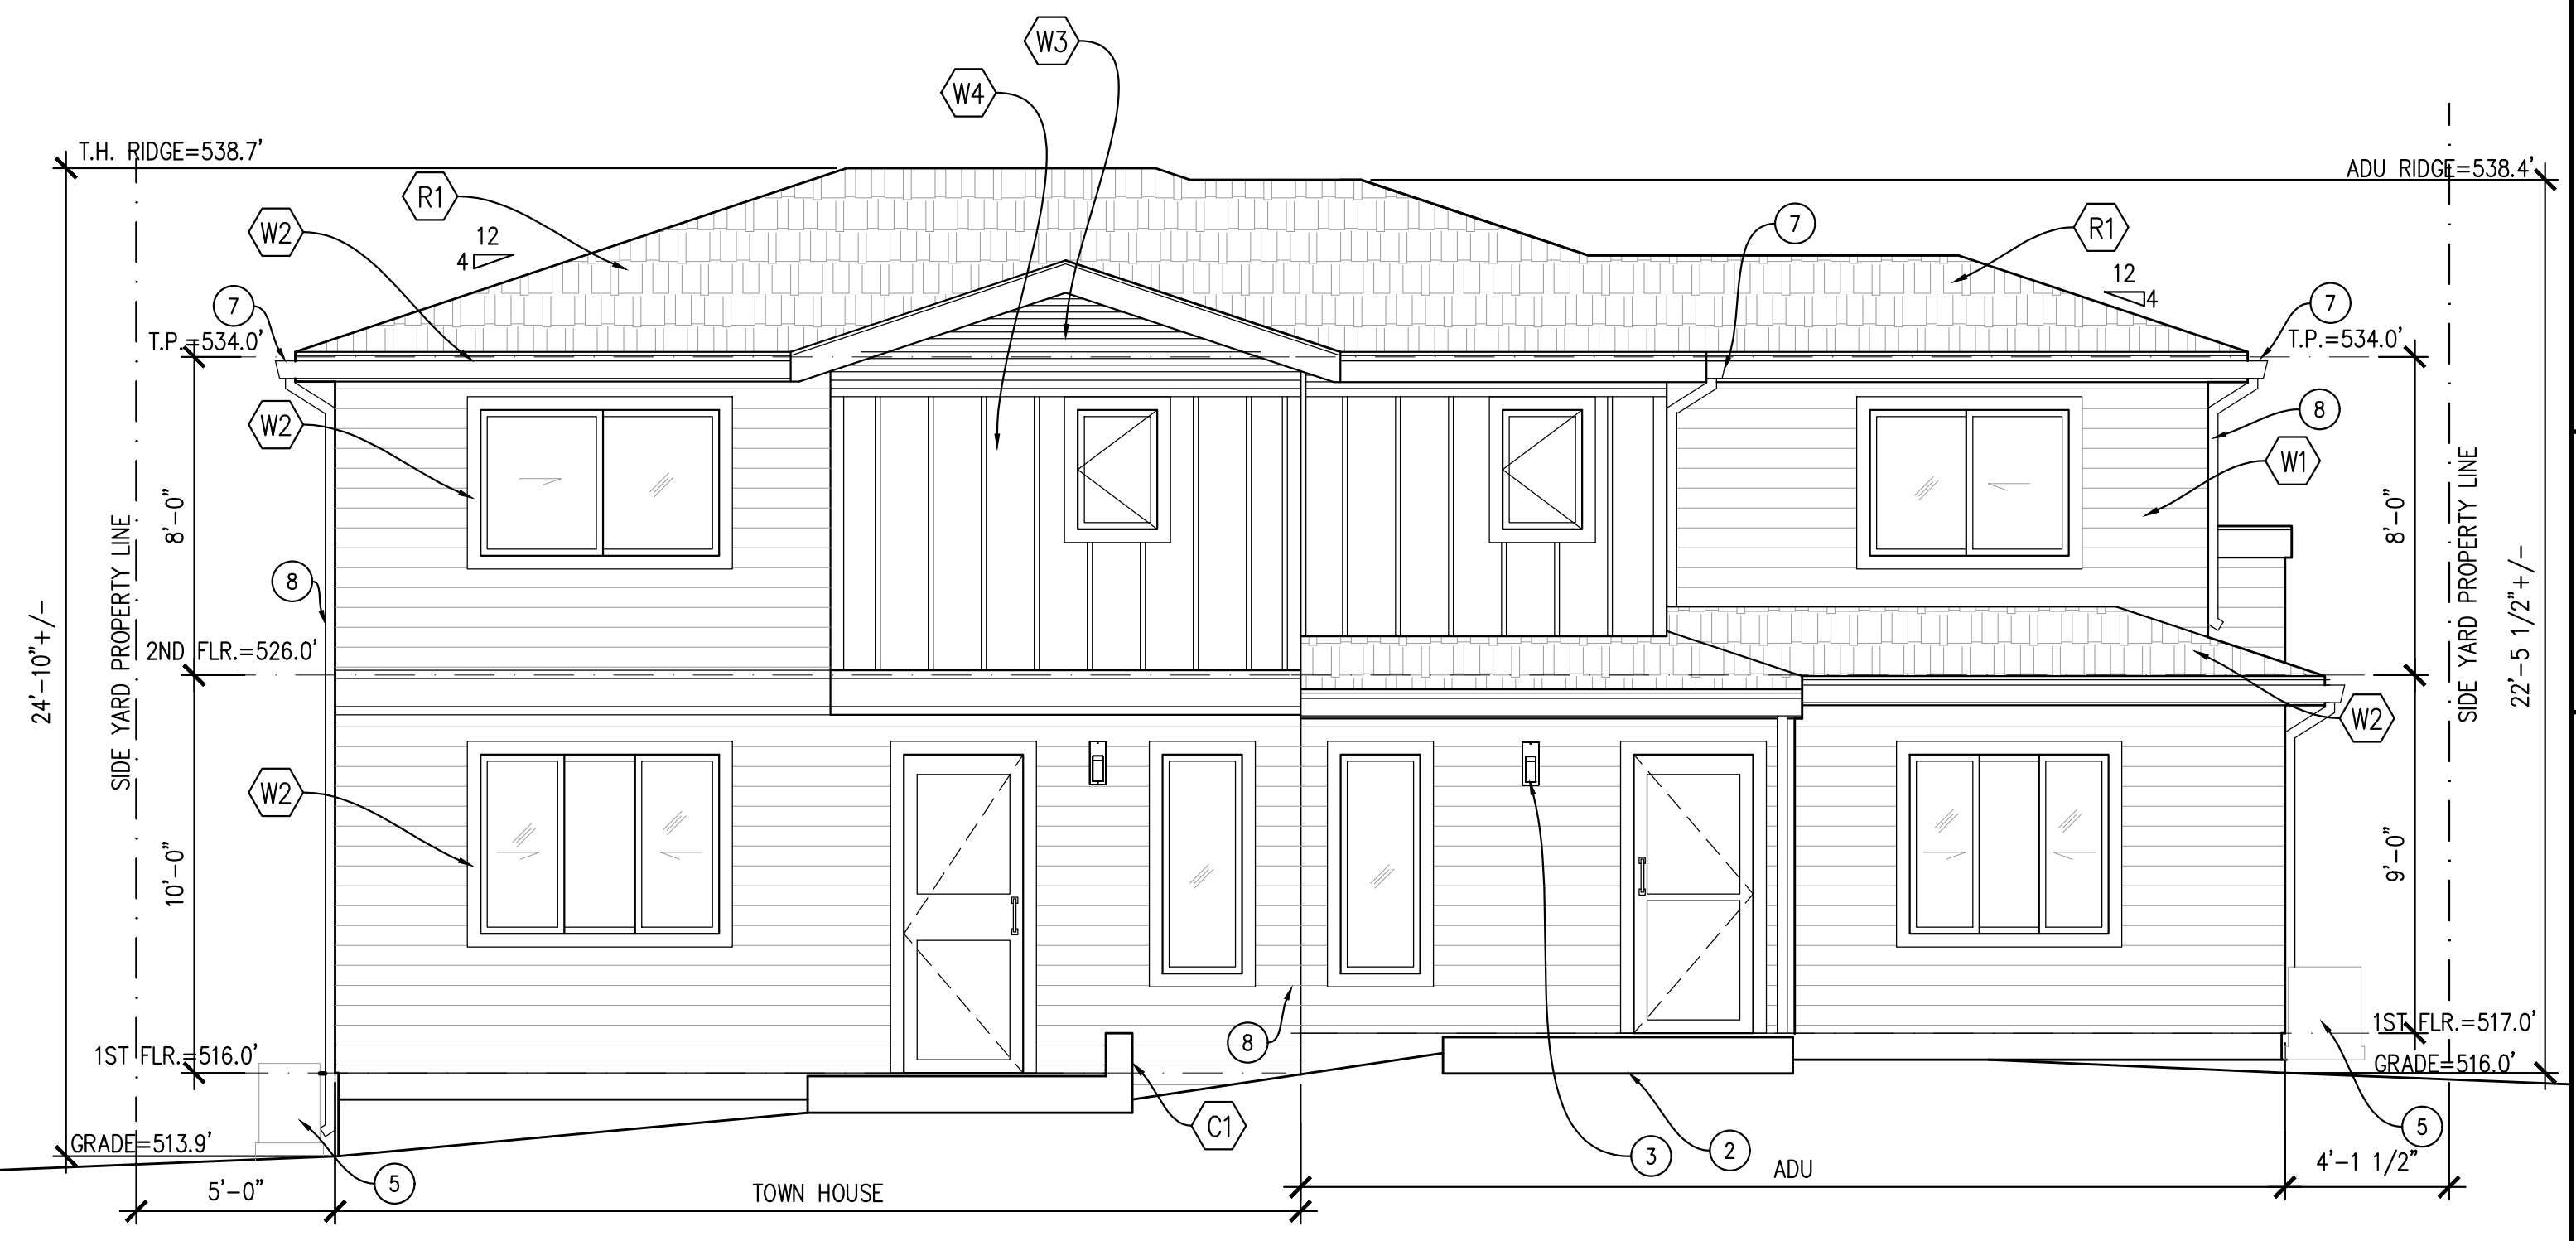 W3
W4
T.H. RIDGE=538.7'
ADU RIDGE=538.4'
R1
W2
12
4
7
R1
12
4
7
7
T.P.=534.0'
T.P.=534.0'
8
W2
W1
8'-0"
8'-0"
SIDE YARD PROPERTY LINE
SIDE YARD PROPERTY LINE
8
24'-10"+/-
22'-5 1/2"+/-
2ND FLR.=526.0'
W2
W2
10'-0"
9'-0"
8
1ST FLR.=516.0'
1ST FLR.=517.0'
GRADE=516.0'
C1
5
GRADE=513.9'
3
2
5
ADU
4'-1 1/2"
5'-0"
TOWN HOUSE